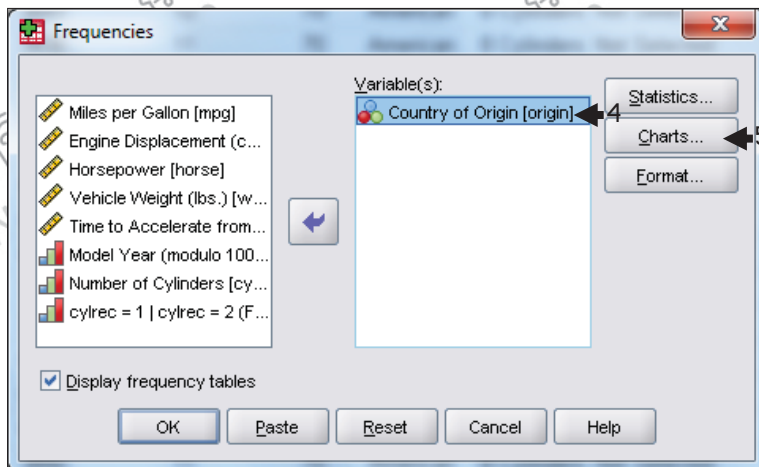 Frequencies
Variable(s):
Miles per Gallon [mpg]
Engine Displacement (c...
Horsepower [horse]
Vehicle Weight (lbs.) [w...
Time to Accelerate from...
Model Year (modulo 100...
Number of Cylinders [cy...
cylrec = 1 | cylrec = 2 (F...
Country of Origin [origin]
4
Statistics...
Charts...
5
Format...
Display frequency tables
OK
Paste
Reset
Cancel
Help